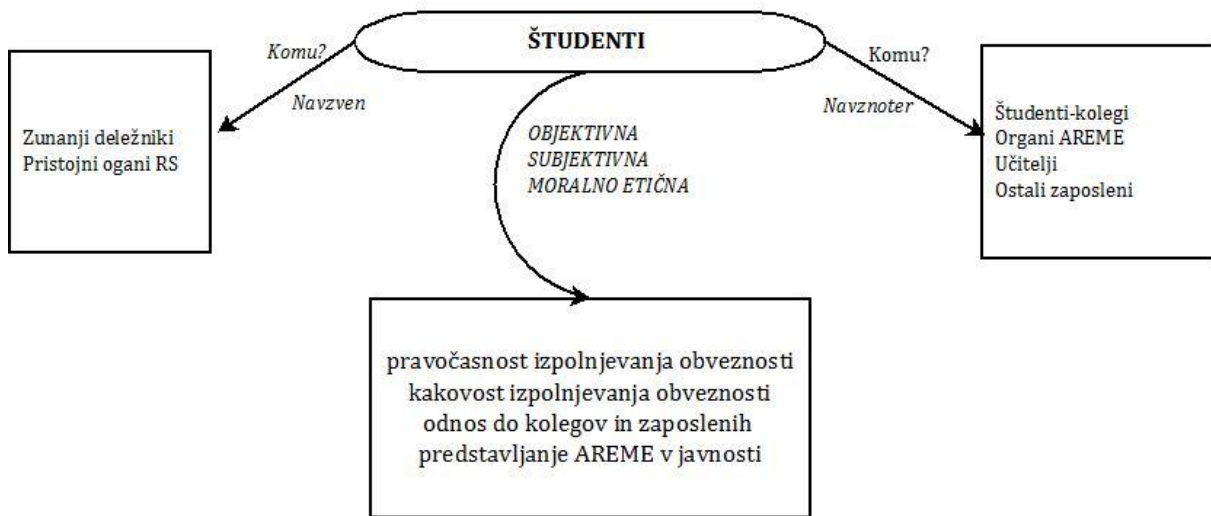 ŠTUDENTI
Komu?
Navzven
Zunanji deležniki
Pristojni ogani RS
OBJEKTIVNA
SUBJEKTIVNA
MORALNO ETIČNA
Komu?
Navznoter
Študenti-kolegi
Organi AREME
Učitelji
Ostali zaposleni
pravočasnost izpolnjevanja obveznosti
kakovost izpolnjevanja obveznosti
odnos do kolegov in zaposlenih
predstavljanje AREME v javnosti